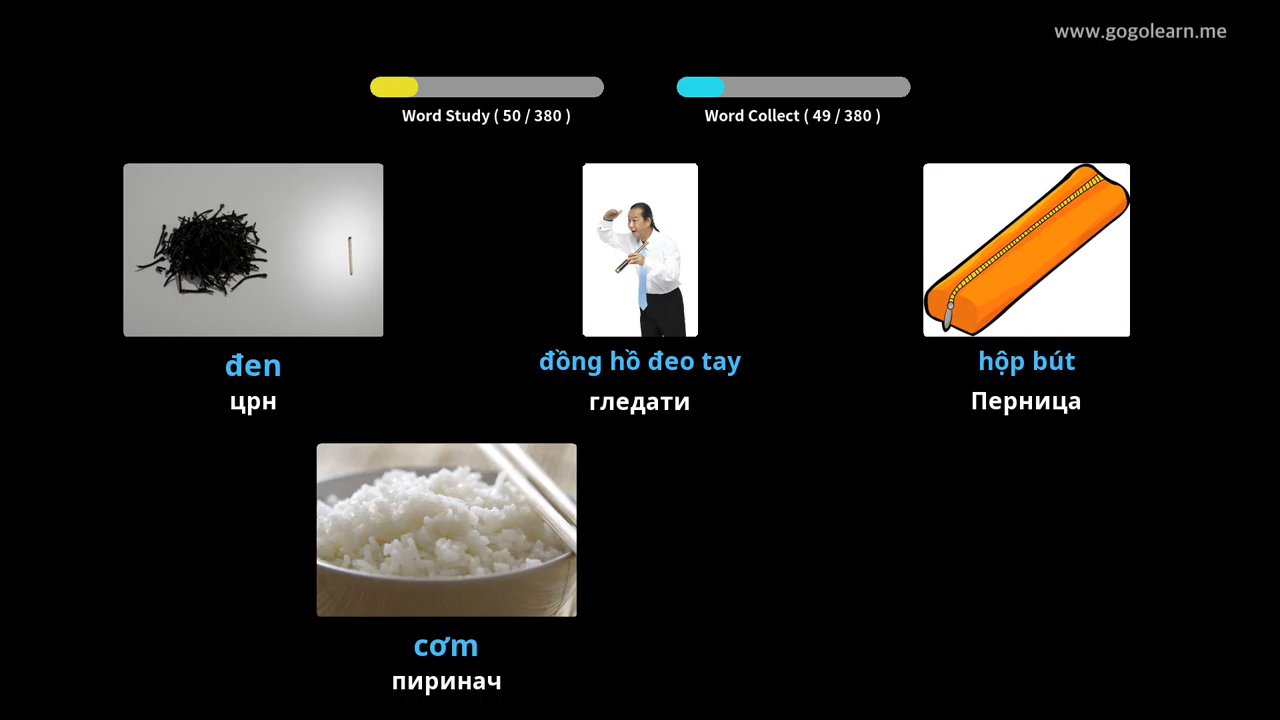 www.gogolearn.me
Word Study ( 50 / 380 )
Word Collect ( 49 / 380 )
đen
црн
đồng hồ đeo tay
гледати
hộp bút
Перница
cơm
пиринач